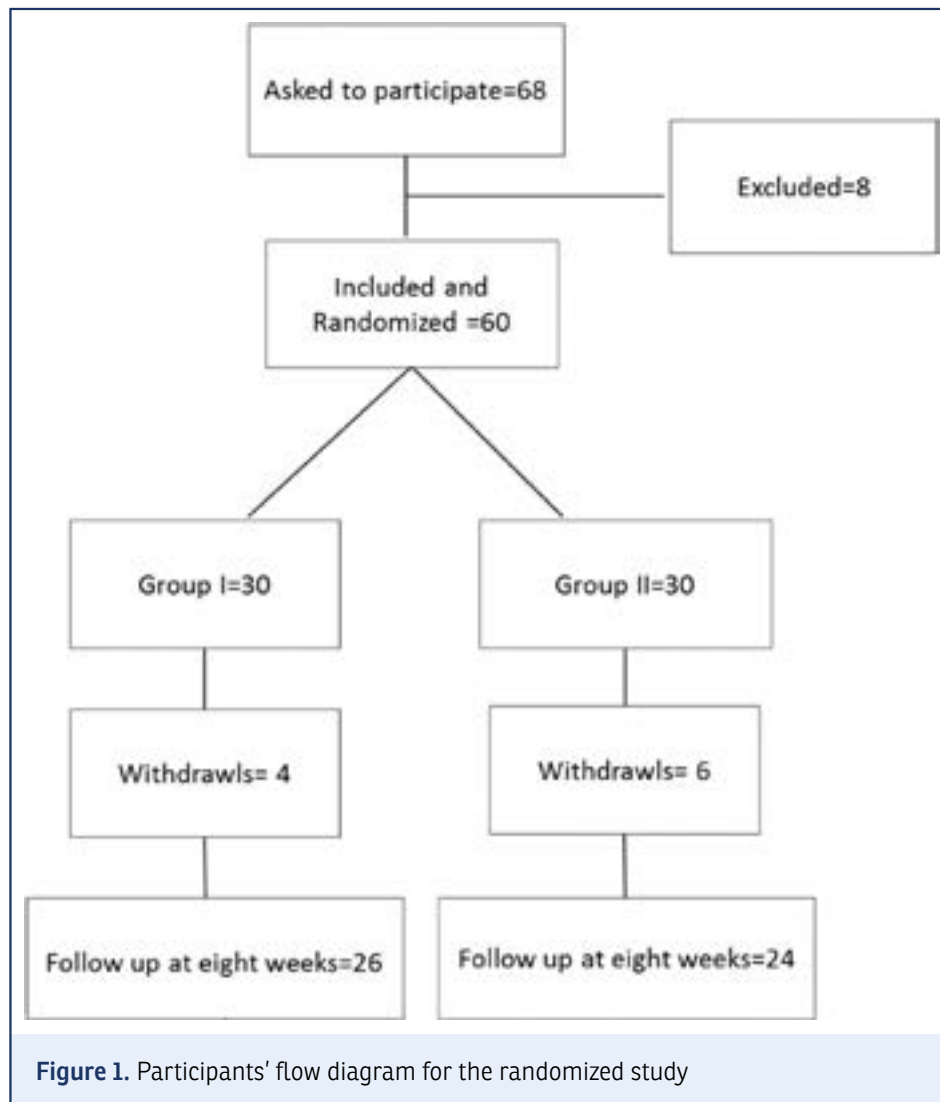 Asked to participate=68
Excluded=8
Included and
Randomized =60
Group I=30
Group II=30
Withdrawls= 4
Withdrawls= 6
Follow up at eight weeks=26
Follow up at eight weeks=24
Figure 1. Participants' flow diagram for the randomized study